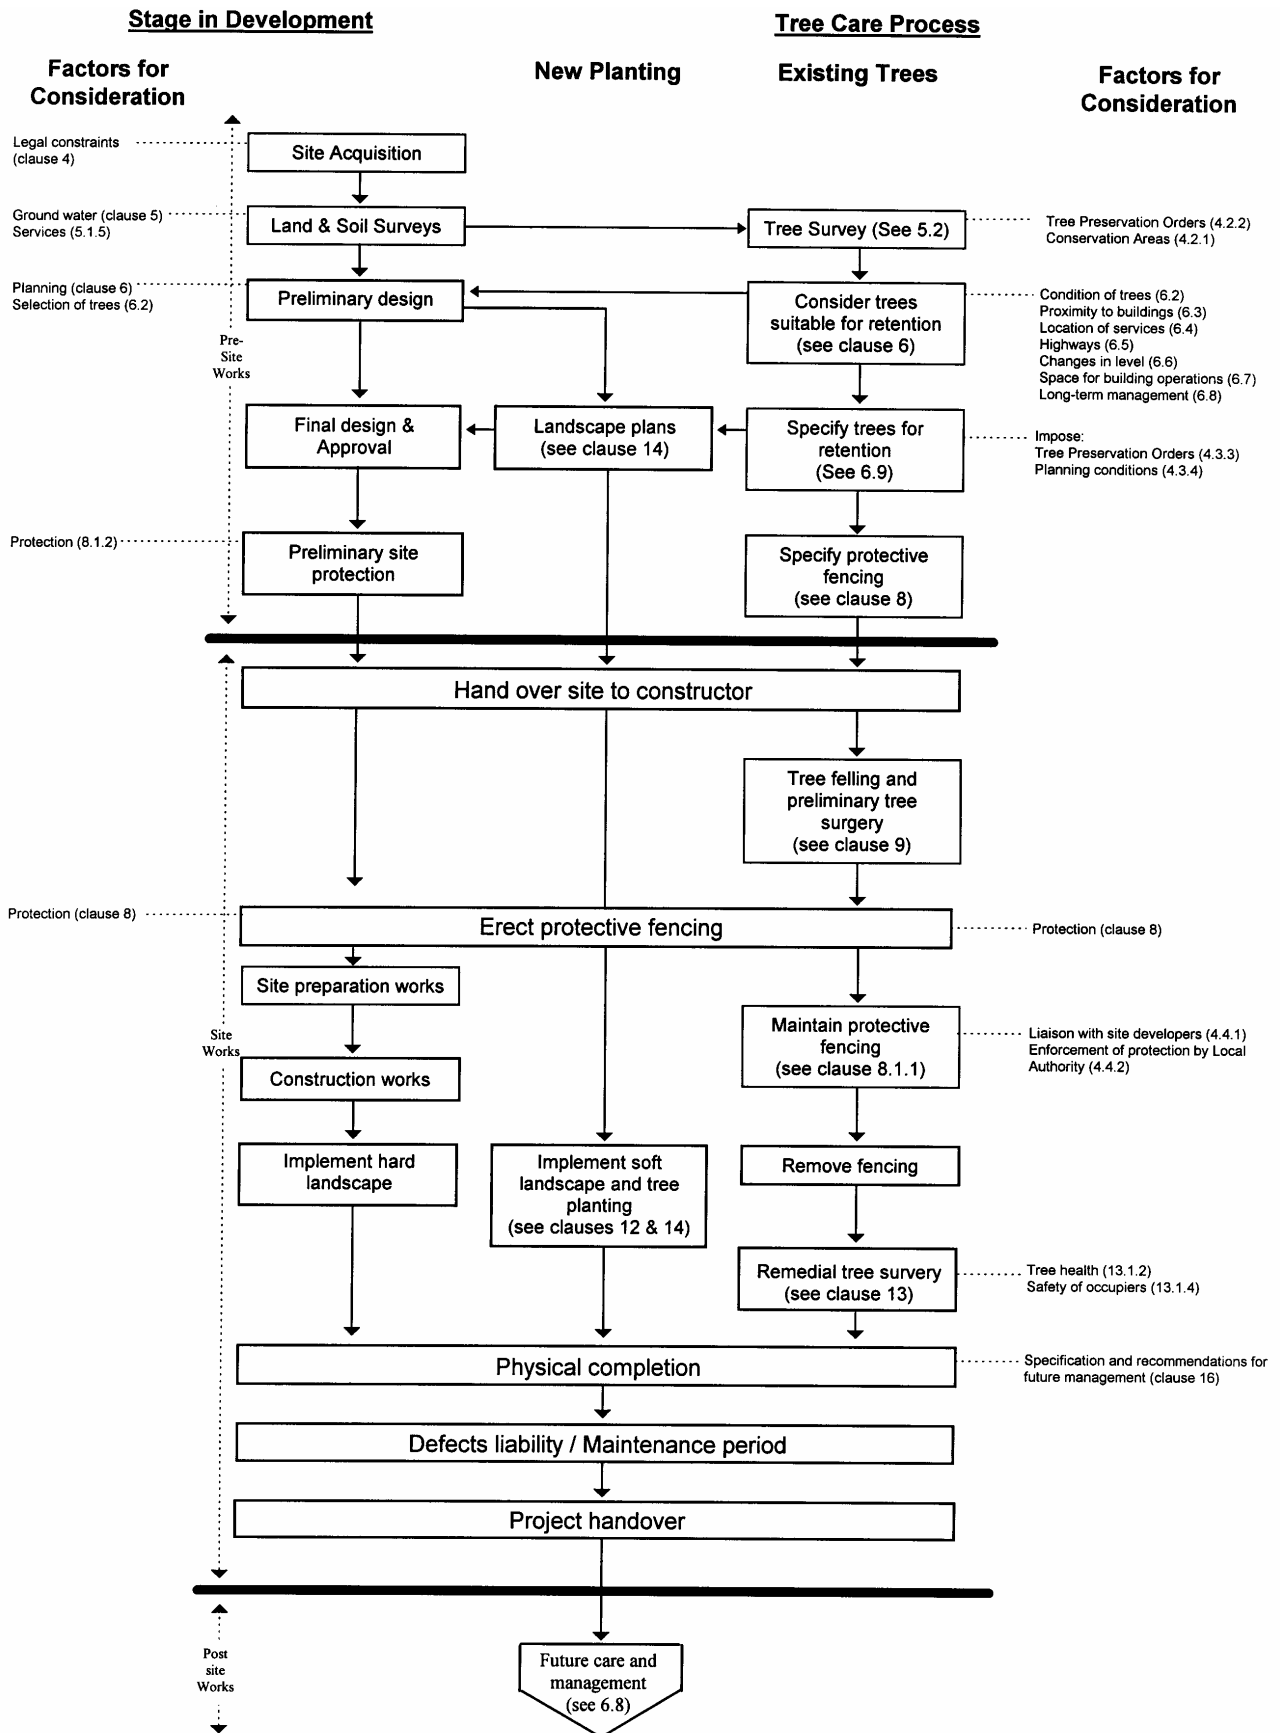 Stage in Development
Tree Care Process
Factors for
Consideration
New Planting
Existing Trees
Factors for
Consideration
Legal constraints
(clause 4)
Site Acquisition
Ground water (clause 5)
Services (5.1.5)
Land & Soil Surveys
Tree Survey (See 5.2)
Tree Preservation Orders (4.2.2)
Conservation Areas (4.2.1)
Planning (clause 6)
Selection of trees (6.2)
Preliminary design
Consider trees
suitable for retention
(see clause 6)
Condition of trees (6.2)
Proximity to buildings (6.3)
Location of services (6.4)
Highways (6.5)
Changes in level (6.6)
Space for building operations (6.7)
Long-term management (6.8)
Pre-
Site
Works
Final design &
Approval
Landscape plans
(see clause 14)
Specify trees for
retention
(See 6.9)
Impose:
Tree Preservation Orders (4.3.3)
Planning conditions (4.3.4)
Protection (8.1.2)
Preliminary site
protection
Specify protective
fencing
(see clause 8)
Hand over site to constructor
Tree felling and
preliminary tree
surgery
(see clause 9)
Protection (clause 8)
Erect protective fencing
Protection (clause 8)
Site preparation works
Site
Works
Maintain protective
fencing
(see clause 8.1.1)
Liaison with site developers (4.4.1)
Enforcement of protection by Local
Authority (4.4.2)
Construction works
Implement hard
landscape
Implement soft
landscape and tree
planting
(see clauses 12 & 14)
Remove fencing
Remedial tree survery
(see clause 13)
Tree health (13.1.2)
Safety of occupiers (13.1.4)
Physical completion
Specification and recommendations for
future management (clause 16)
Defects liability / Maintenance period
Project handover
Post
site
Works
Future care and
management
(see 6.8)